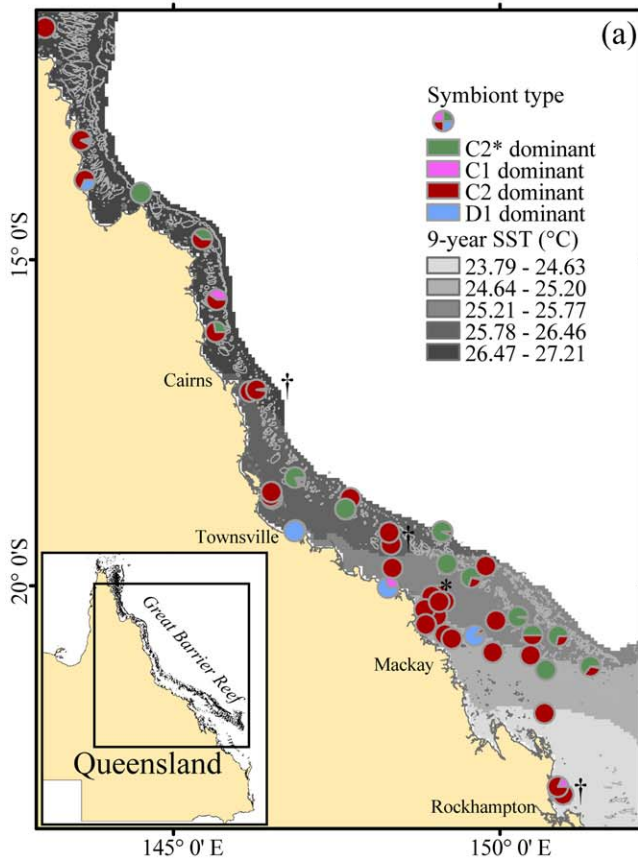 (a)
Symbiont type
C2* dominant
C1 dominant
C2 dominant
D1 dominant
9-year SST (°C)
23.79 - 24.63
24.64 - 25.20
25.21 - 25.77
25.78 - 26.46
26.47 - 27.21
15°0'S
Cairns
†
Townsville
†
20°0'S
*
Mackay
Great Barrier Reef
Queensland
Rockhampton
†
145°0' E
150°0' E